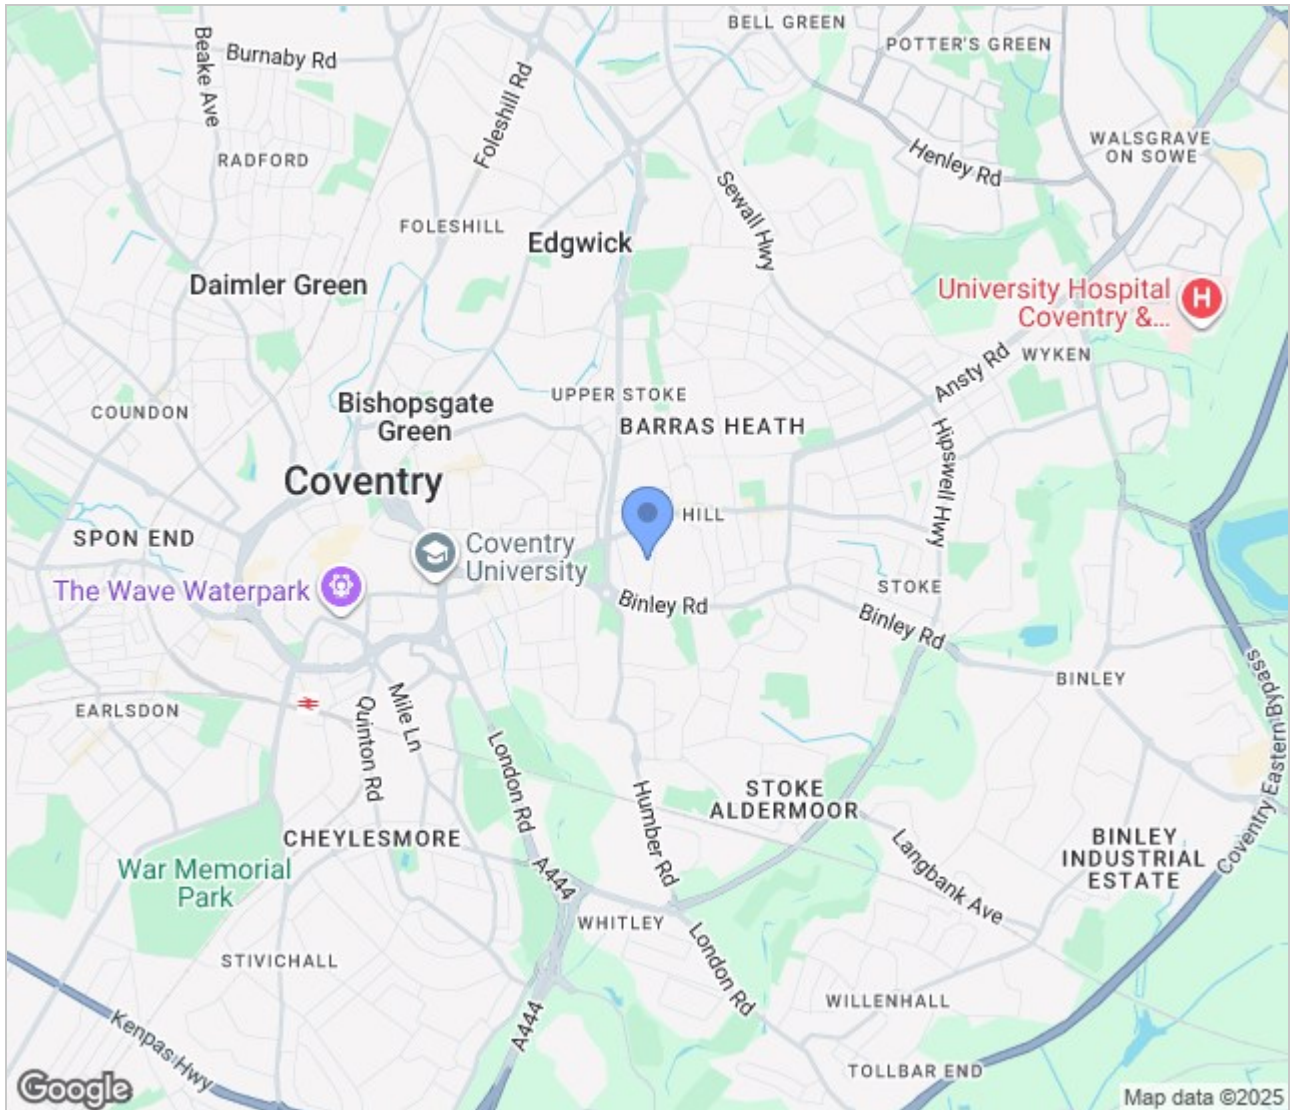 BELL GREEN
Beake Ave
Burnaby Rd
POTTER'S GREEN
Foleshill Rd
RADFORD
Henley Rd
WALSGRAVE
ON SOWE
Sewall Hwy
FOLESHILL
Edgwick
Daimler Green
University Hospital
Coventry &...
H
WYKEN
Ansty Rd
UPPER STOKE
Bishopsgate
Green
COUNDON
BARRAS HEATH
Hipswell Hwy
Coventry
HILL
SPON END
Coventry
University
The Wave Waterpark
STOKE
Binley Rd
Binley Rd
BINLEY
Coventry Eastern Bypass
EARLSDON
Mile Ln
Quinton Rd
London Rd
STOKE
ALDERMOOR
Humber Rd
CHEYLESMORE
BINLEY
INDUSTRIAL
ESTATE
War Memorial
Park
A444
Langbank Ave
WHITLEY
London Rd
STIVICHALL
WILLENHALL
A444
Kenpas Hwy
TOLLBAR END
Google
Map data ©2025